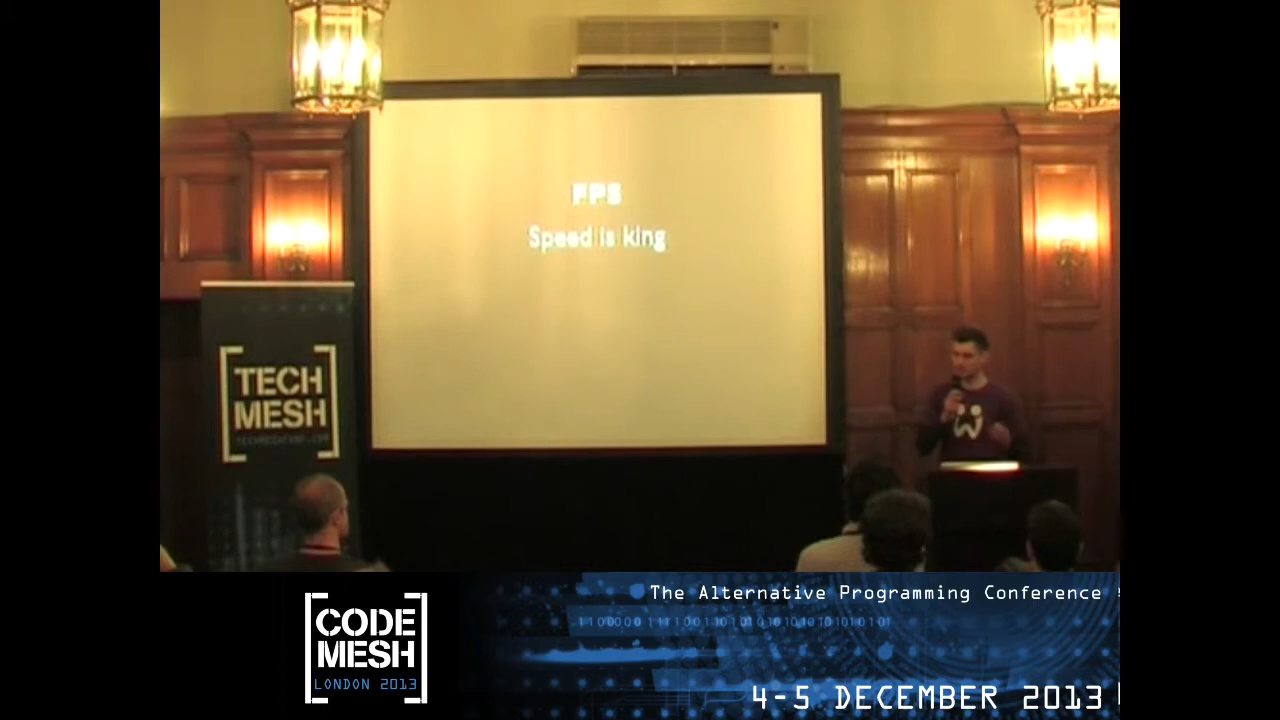 FPS
Speed is king
TECH
MESH
CODE
MESH
LONDON 2013
The Alternative Programming Conference
4-5 DECEMBER 2013